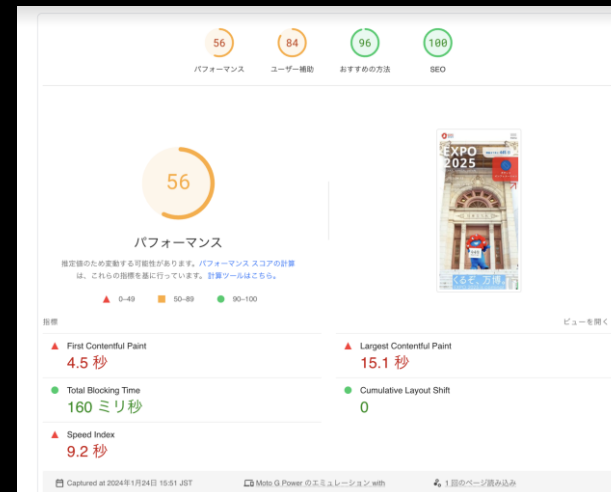 56
84
96
100
パフォーマンス
ユーザー補助
おすすめの方法
SEO
56
パフォーマンス
推定値のため変動する可能性があります。パフォーマンス スコアの計算
は、これらの指標を基に行っています。計算ツールはこちら。
0–49
50–89
90–100
EXPO
2025
くるぞ、万博。
指標
ビューを開く
First Contentful Paint
4.5 秒
Largest Contentful Paint
15.1 秒
Total Blocking Time
160 ミリ秒
Cumulative Layout Shift
0
Speed Index
9.2 秒
Captured at 2024年1月24日 15:51 JST
Moto G Power のエミュレーション with
1 回のページ読み込み